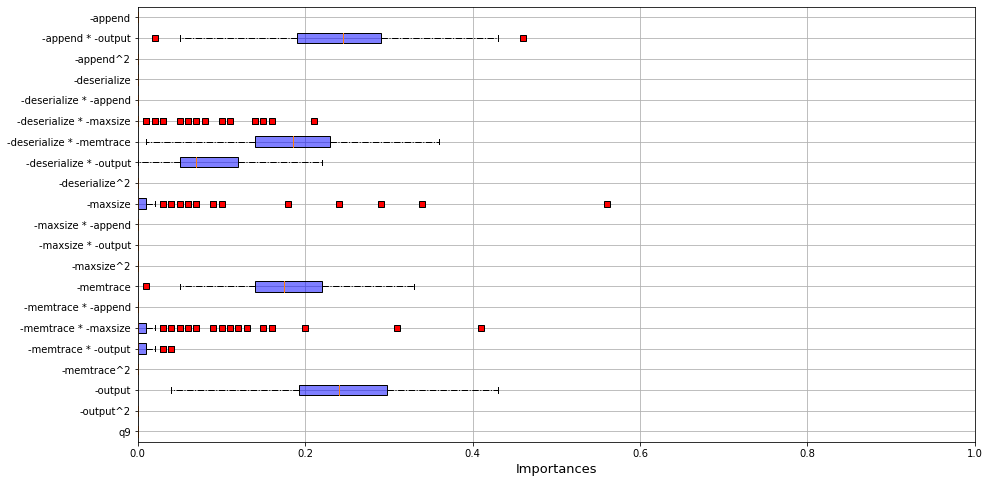 -append
-append * -output
-append^2
-deserialize
-deserialize * -append
-deserialize * -maxsize
-deserialize * -memtrace
-deserialize * -output
-deserialize^2
-maxsize
-maxsize * -append
-maxsize * -output
-maxsize^2
-memtrace
-memtrace * -append
-memtrace * -maxsize
-memtrace * -output
-memtrace^2
-output
-output^2
q9
0.0 0.2 0.4 0.6 0.8 1.0
Importances